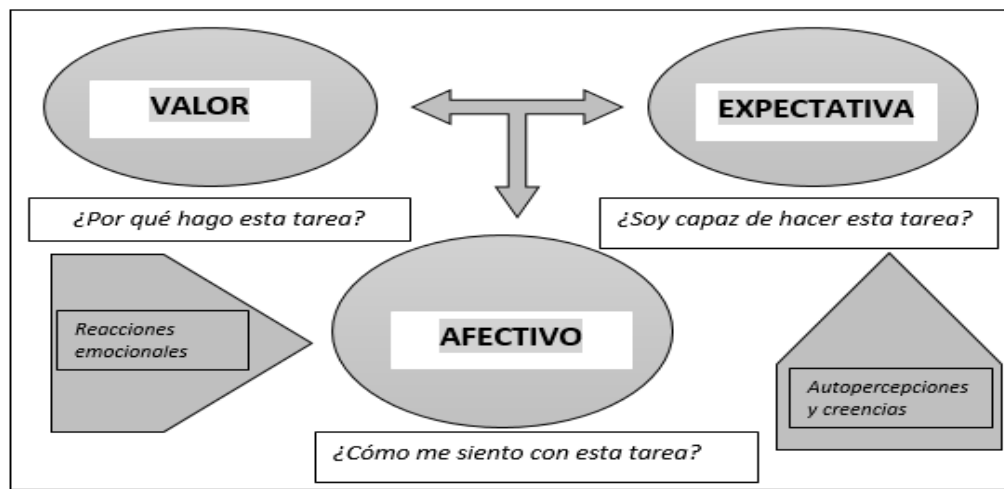 VALOR
EXPECTATIVA
¿Por qué hago esta tarea?
¿Soy capaz de hacer esta tarea?
Reacciones
emocionales
AFECTIVO
Autopercepciones
y creencias
¿Cómo me siento con esta tarea?